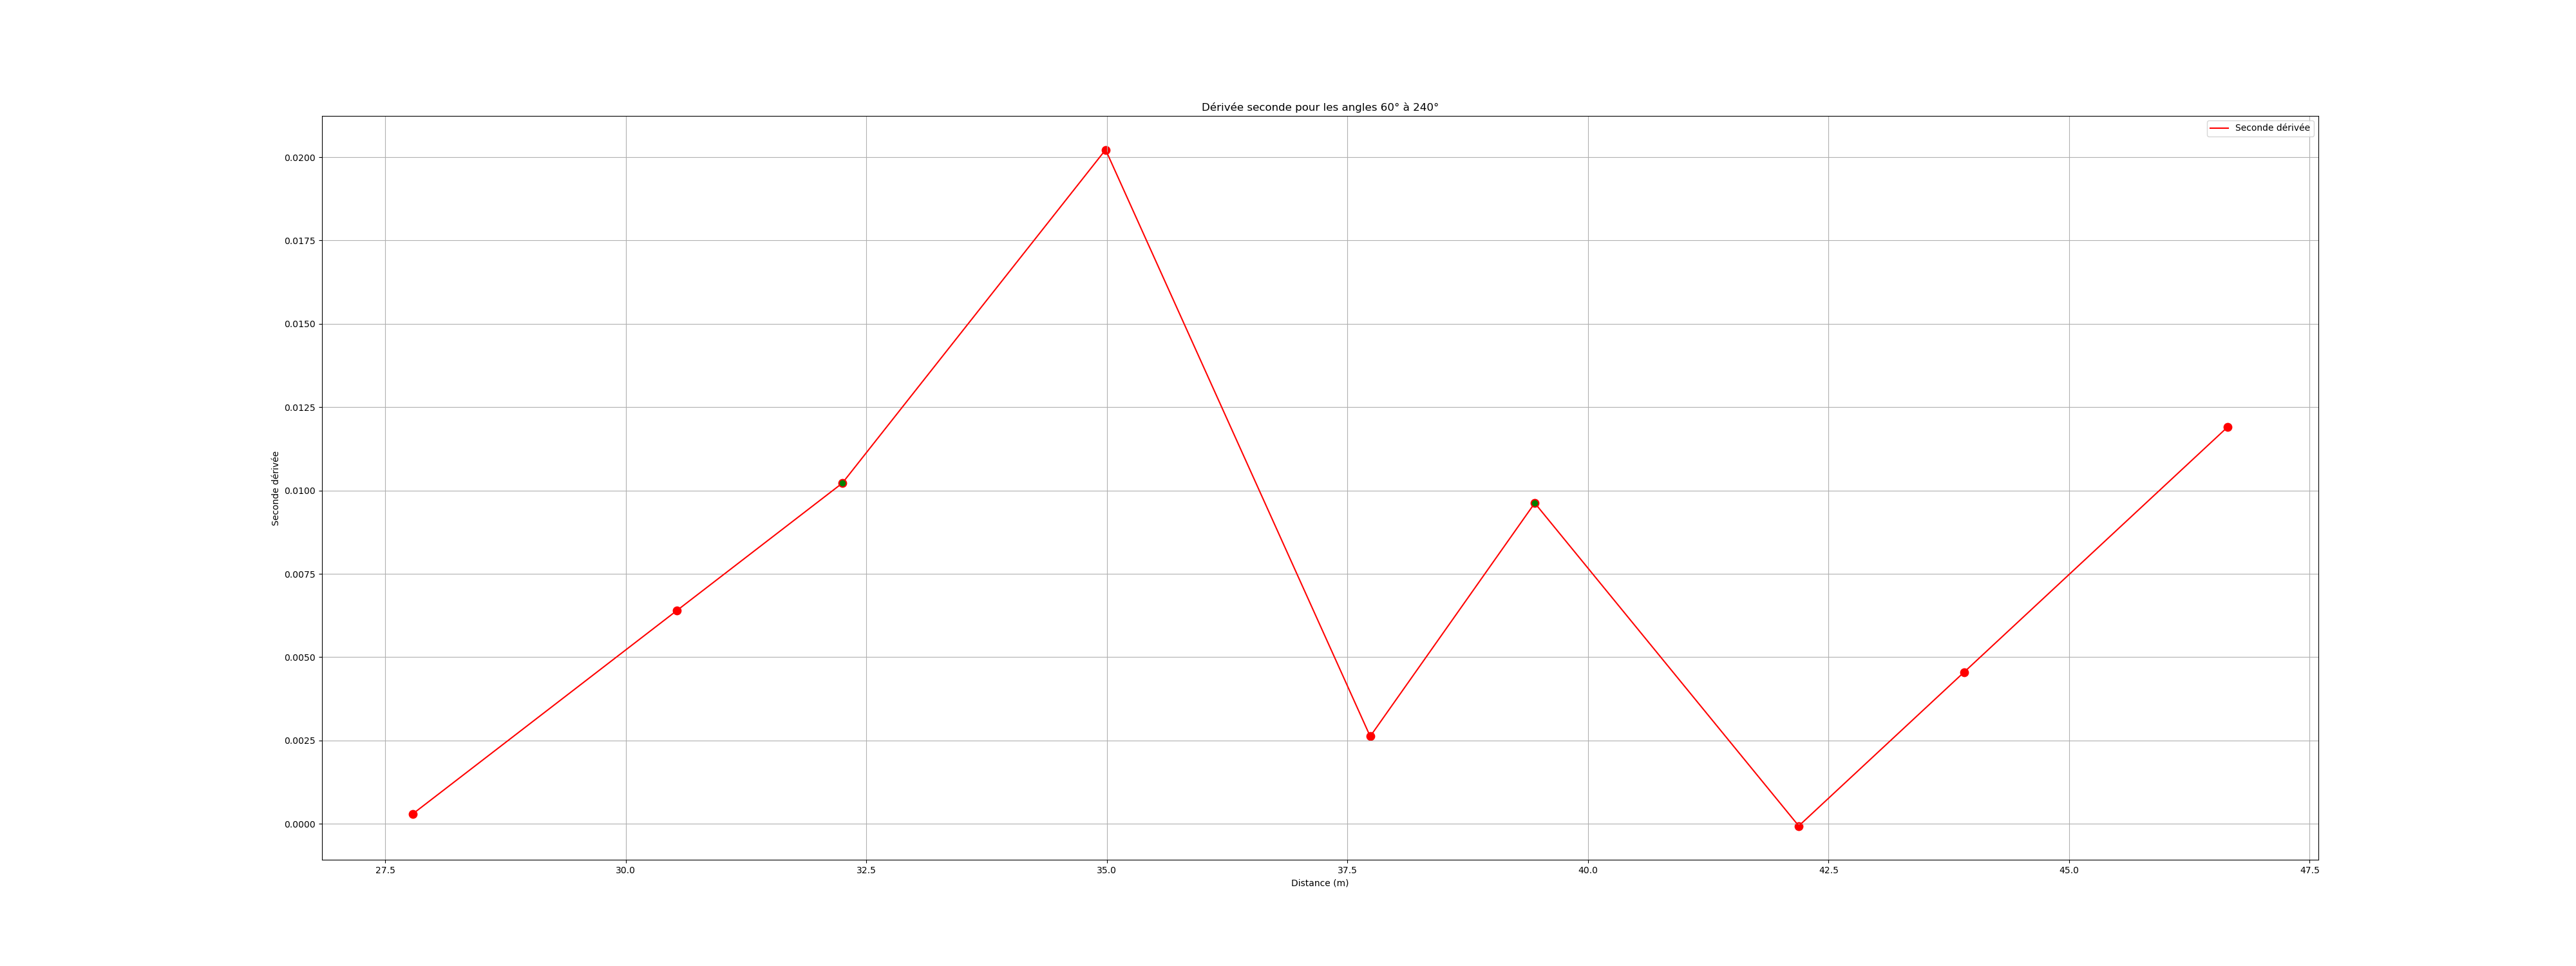 Dérivée seconde pour les angles 60° à 240°
Seconde dérivée
0.0200
0.0175
0.0150
0.0125
0.0100
0.0075
0.0050
0.0025
0.0000
Seconde dérivée
27.5 30.0 32.5 35.0 37.5 40.0 42.5 45.0 47.5
Distance (m)